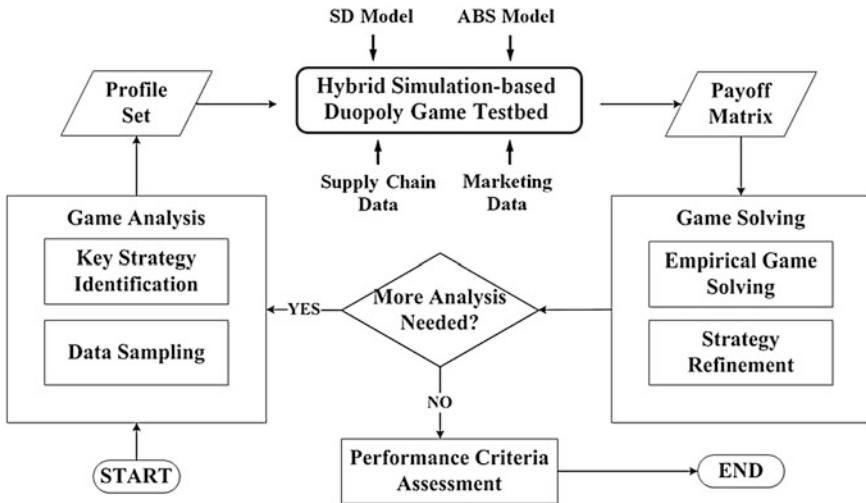 SD Model
ABS Model
Profile
Set
Hybrid Simulation-based
Duopoly Game Testbed
Payoff
Matrix
Supply Chain
Data
Marketing
Data
Game Analysis
Key Strategy
Identification
Data Sampling
YES
More Analysis
Needed?
Game Solving
Empirical Game
Solving
Strategy
Refinement
NO
START
Performance Criteria
Assessment
END